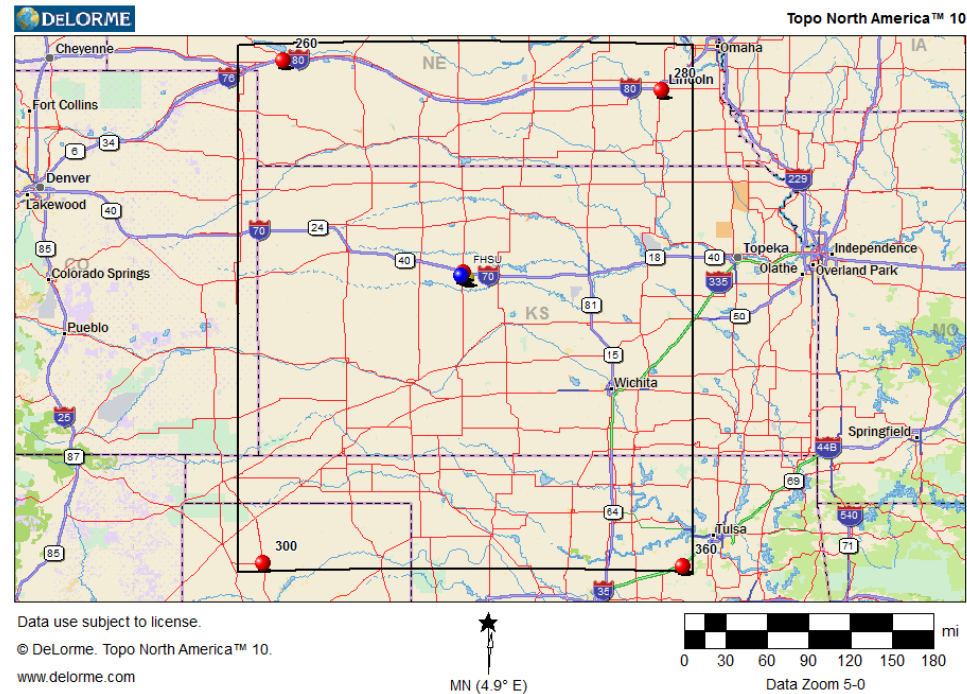 DELORME
Topo North America™ 10
Cheyenne
260
80
NE
Omaha
IA
76
280
Lincoln
80
Fort Collins
34
6
229
Denver
Lakewood
40
70
24
85
40
FHSU
70
18
40
Topeka
Independence
CO
Colorado Springs
Olathe
Overland Park
335
81
50
KS
MO
Pueblo
15
Wichita
25
Springfield
87
44B
69
64
540
Tulsa
300
360
85
71
35
Data use subject to license.
© DeLorme. Topo North America™ 10.
www.delorme.com
MN (4.9° E)
mi
0 30 60 90 120 150 180
Data Zoom 5-0